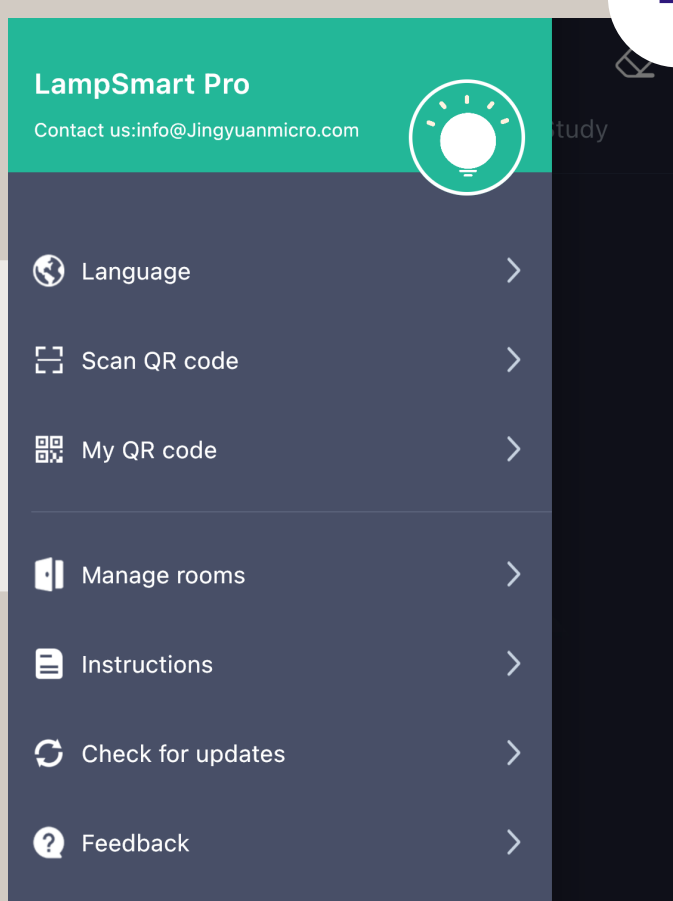 LampSmart Pro
Contact us:info@Jingyuanmicro.com
Study
Language
Scan QR code
My QR code
Manage rooms
Instructions
Check for updates
Feedback